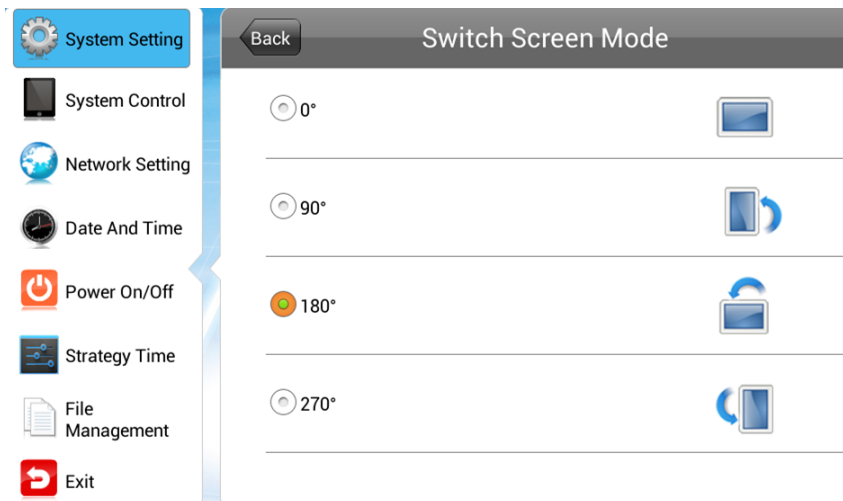 System Setting
System Control
Network Setting
Date And Time
Power On/Off
Strategy Time
File
Management
Exit
Back
Switch Screen Mode
0°
90°
180°
270°